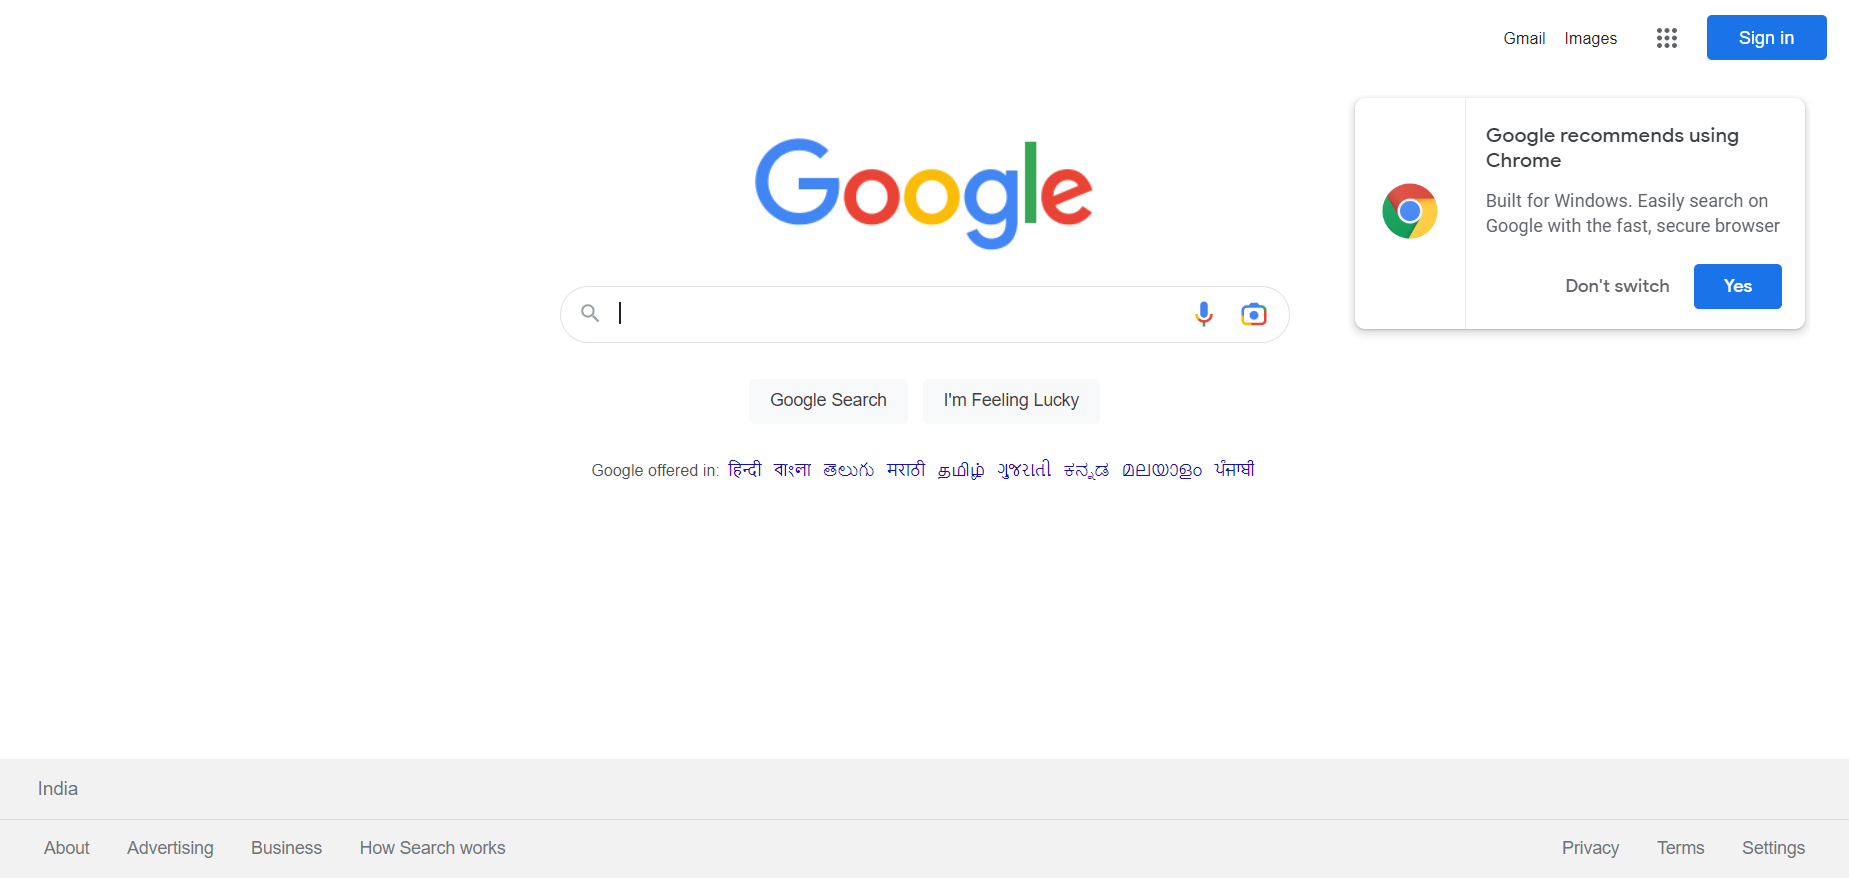 Gmail Images Sign in
Google
Google recommends using
Chrome
Built for Windows. Easily search on
Google with the fast, secure browser
Don't switch Yes
Google Search I'm Feeling Lucky
Google offered in: हिन्दी বাংলা తెలుగు मराठी தமிழ் ગુજરાતી ಕನ್ನಡ മലയാളം ਪੰਜਾਬੀ
India
About Advertising Business How Search works Privacy Terms Settings